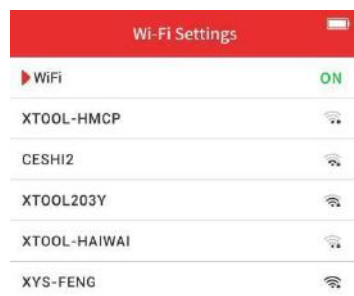 Wi-Fi Settings
WiFi ON
XTOOL-HMCP
CESHI2
XTOOL203Y
XTOOL-HAIWAI
XYS-FENG